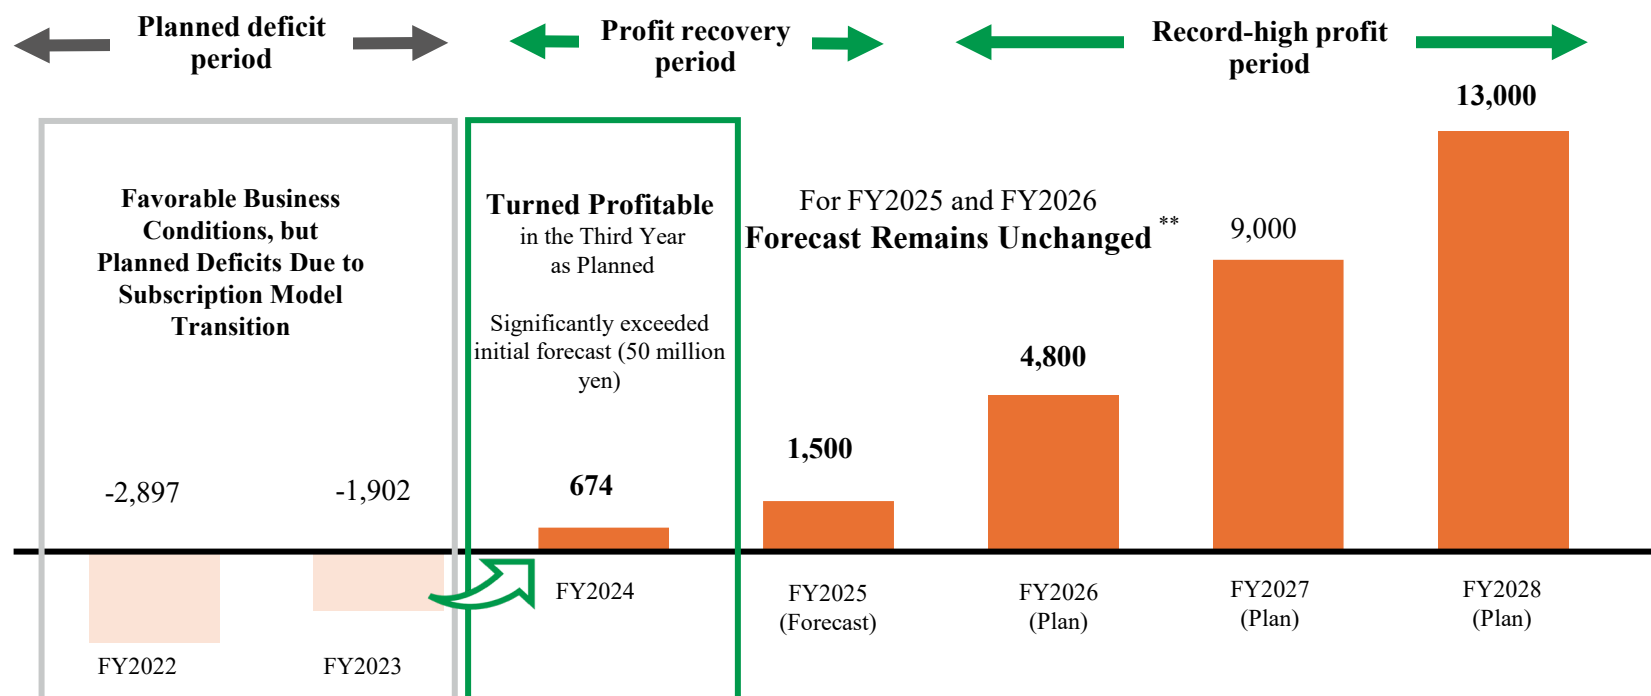 Planned deficit
period
Profit recovery
period
Record-high profit
period
13,000
Favorable Business
Conditions, but
Planned Deficits Due to
Subscription Model
Transition
Turned Profitable
in the Third Year
as Planned
Significantly exceeded
initial forecast (50 million
yen)
For FY2025 and FY2026
Forecast Remains Unchanged **
9,000
4,800
1,500
674
-2,897
-1,902
FY2022
FY2023
FY2024
FY2025
(Forecast)
FY2026
(Plan)
FY2027
(Plan)
FY2028
(Plan)